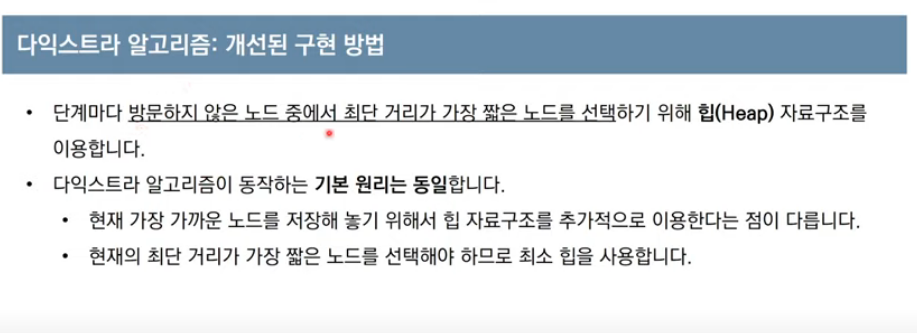 다익스트라 알고리즘: 개선된 구현 방법
• 단계마다 방문하지 않은 노드 중에서 최단 거리가 가장 짧은 노드를 선택하기 위해 힙(Heap) 자료구조를
이용합니다.
• 다익스트라 알고리즘이 동작하는 기본 원리는 동일합니다.
• 현재 가장 가까운 노드를 저장해 놓기 위해서 힙 자료구조를 추가적으로 이용한다는 점이 다릅니다.
• 현재의 최단 거리가 가장 짧은 노드를 선택해야 하므로 최소 힙을 사용합니다.